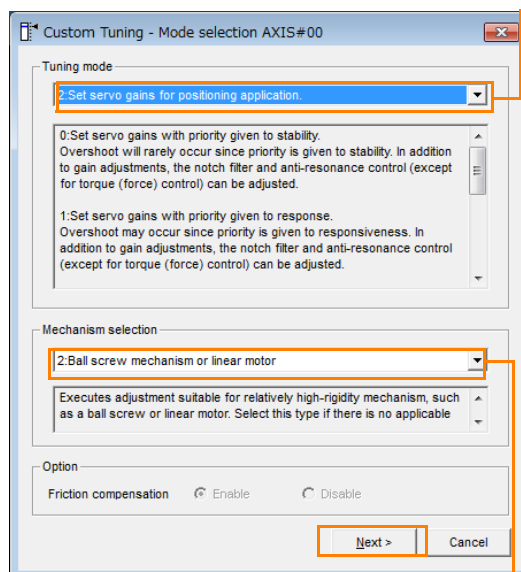 Custom Tuning - Mode selection AXIS#00
Tuning mode
2:Set servo gains for positioning application.
0:Set servo gains with priority given to stability.
Overshoot will rarely occur since priority is given to stability. In addition
to gain adjustments, the notch filter and anti-resonance control (except
for torque (force) control) can be adjusted.
1:Set servo gains with priority given to response.
Overshoot may occur since priority is given to responsiveness. In
addition to gain adjustments, the notch filter and anti-resonance control
(except for torque (force) control) can be adjusted.
Mechanism selection
2:Ball screw mechanism or linear motor
Executes adjustment suitable for relatively high-rigidity mechanism, such
as a ball screw or linear motor. Select this type if there is no applicable
Option
Friction compensation Enable Disable
Next > Cancel